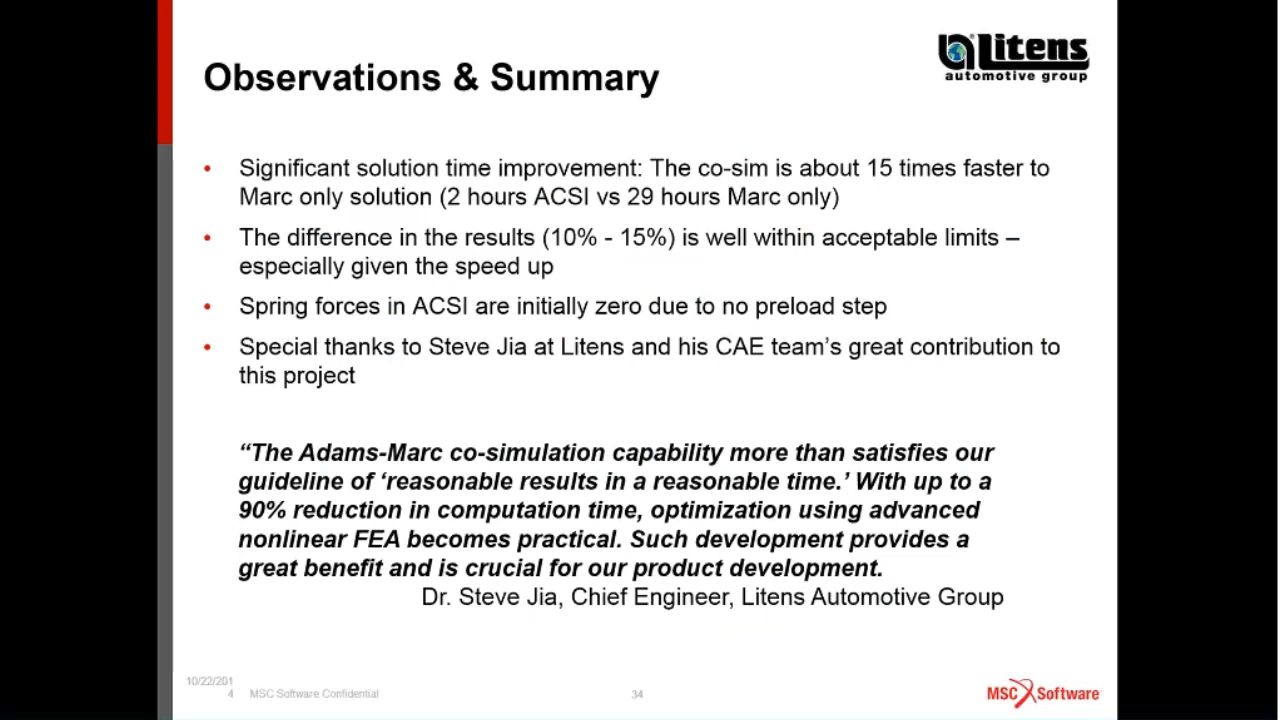 Litens
automotive group
Observations & Summary
• Significant solution time improvement: The co-sim is about 15 times faster to
Marc only solution (2 hours ACSI vs 29 hours Marc only)
• The difference in the results (10% - 15%) is well within acceptable limits –
especially given the speed up
• Spring forces in ACSI are initially zero due to no preload step
• Special thanks to Steve Jia at Litens and his CAE team’s great contribution to
this project
“The Adams-Marc co-simulation capability more than satisfies our
guideline of ‘reasonable results in a reasonable time.’ With up to a
90% reduction in computation time, optimization using advanced
nonlinear FEA becomes practical. Such development provides a
great benefit and is crucial for our product development.
Dr. Steve Jia, Chief Engineer, Litens Automotive Group
10/22/201
4 MSC Software Confidential
34
MSC Software